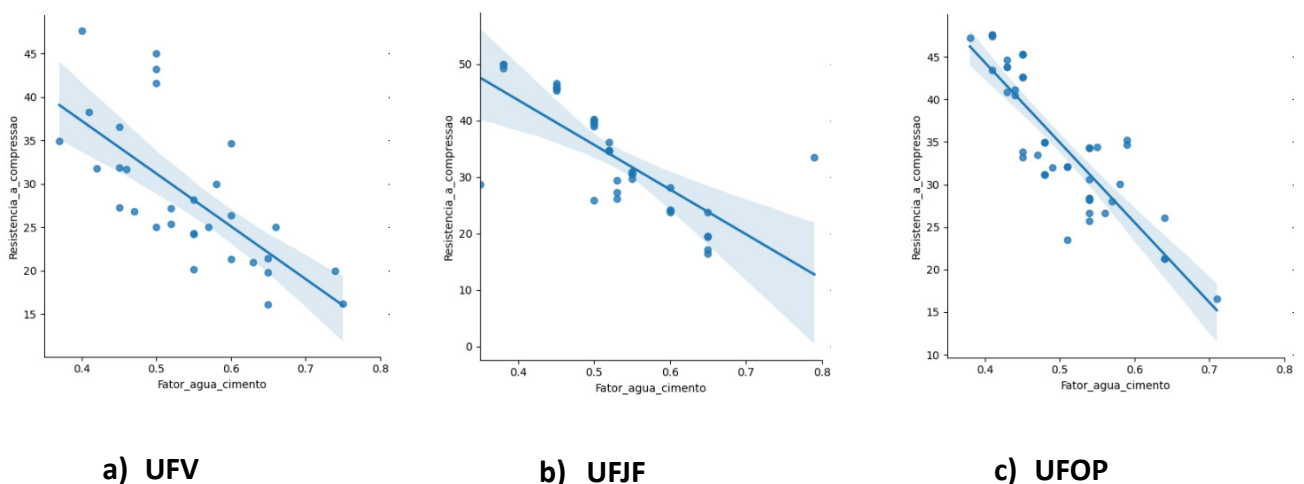 Resistencia_a_compressao
45
40
35
30
25
20
15
0.4 0.5 0.6 0.7 0.8
Fator_agua_cimento
a) UFV
Resistencia_a_compressao
50
40
30
20
10
0
0.4 0.5 0.6 0.7 0.8
Fator_agua_cimento
b) UFJF
Resistencia_a_compressao
45
40
35
30
25
20
15
10
0.4 0.5 0.6 0.7 0.8
Fator_agua_cimento
c) UFOP